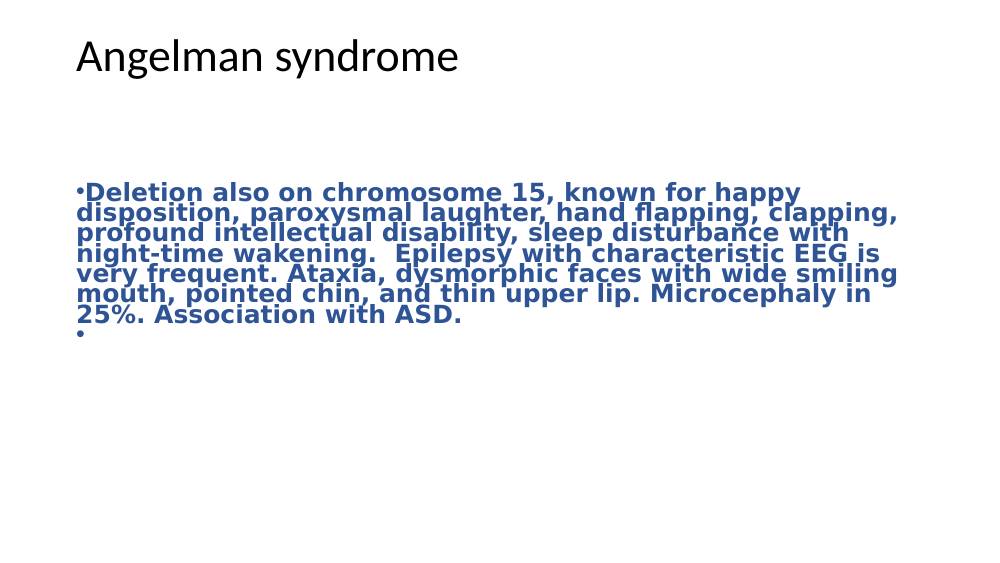 Angelman syndrome
•Deletion also on chromosome 15, known for happy
disposition, paroxysmal laughter, hand flapping, clapping,
profound intellectual disability, sleep disturbance with
night-time wakening.  Epilepsy with characteristic EEG is
very frequent. Ataxia, dysmorphic faces with wide smiling
mouth, pointed chin, and thin upper lip. Microcephaly in
25%. Association with ASD.
•